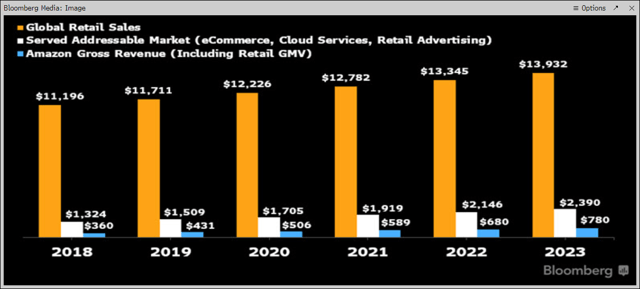 Bloomberg Media: Image
Options
Global Retail Sales
Served Addressable Market (eCommerce, Cloud Services, Retail Advertising)
Amazon Gross Revenue (Including Retail GMV)
$11,196 $11,711 $12,226 $12,782 $13,345 $13,932
$1,324 $1,509 $1,705 $1,919 $2,146 $2,390
$360 $431 $506 $589 $680 $780
2018 2019 2020 2021 2022 2023
Bloomberg